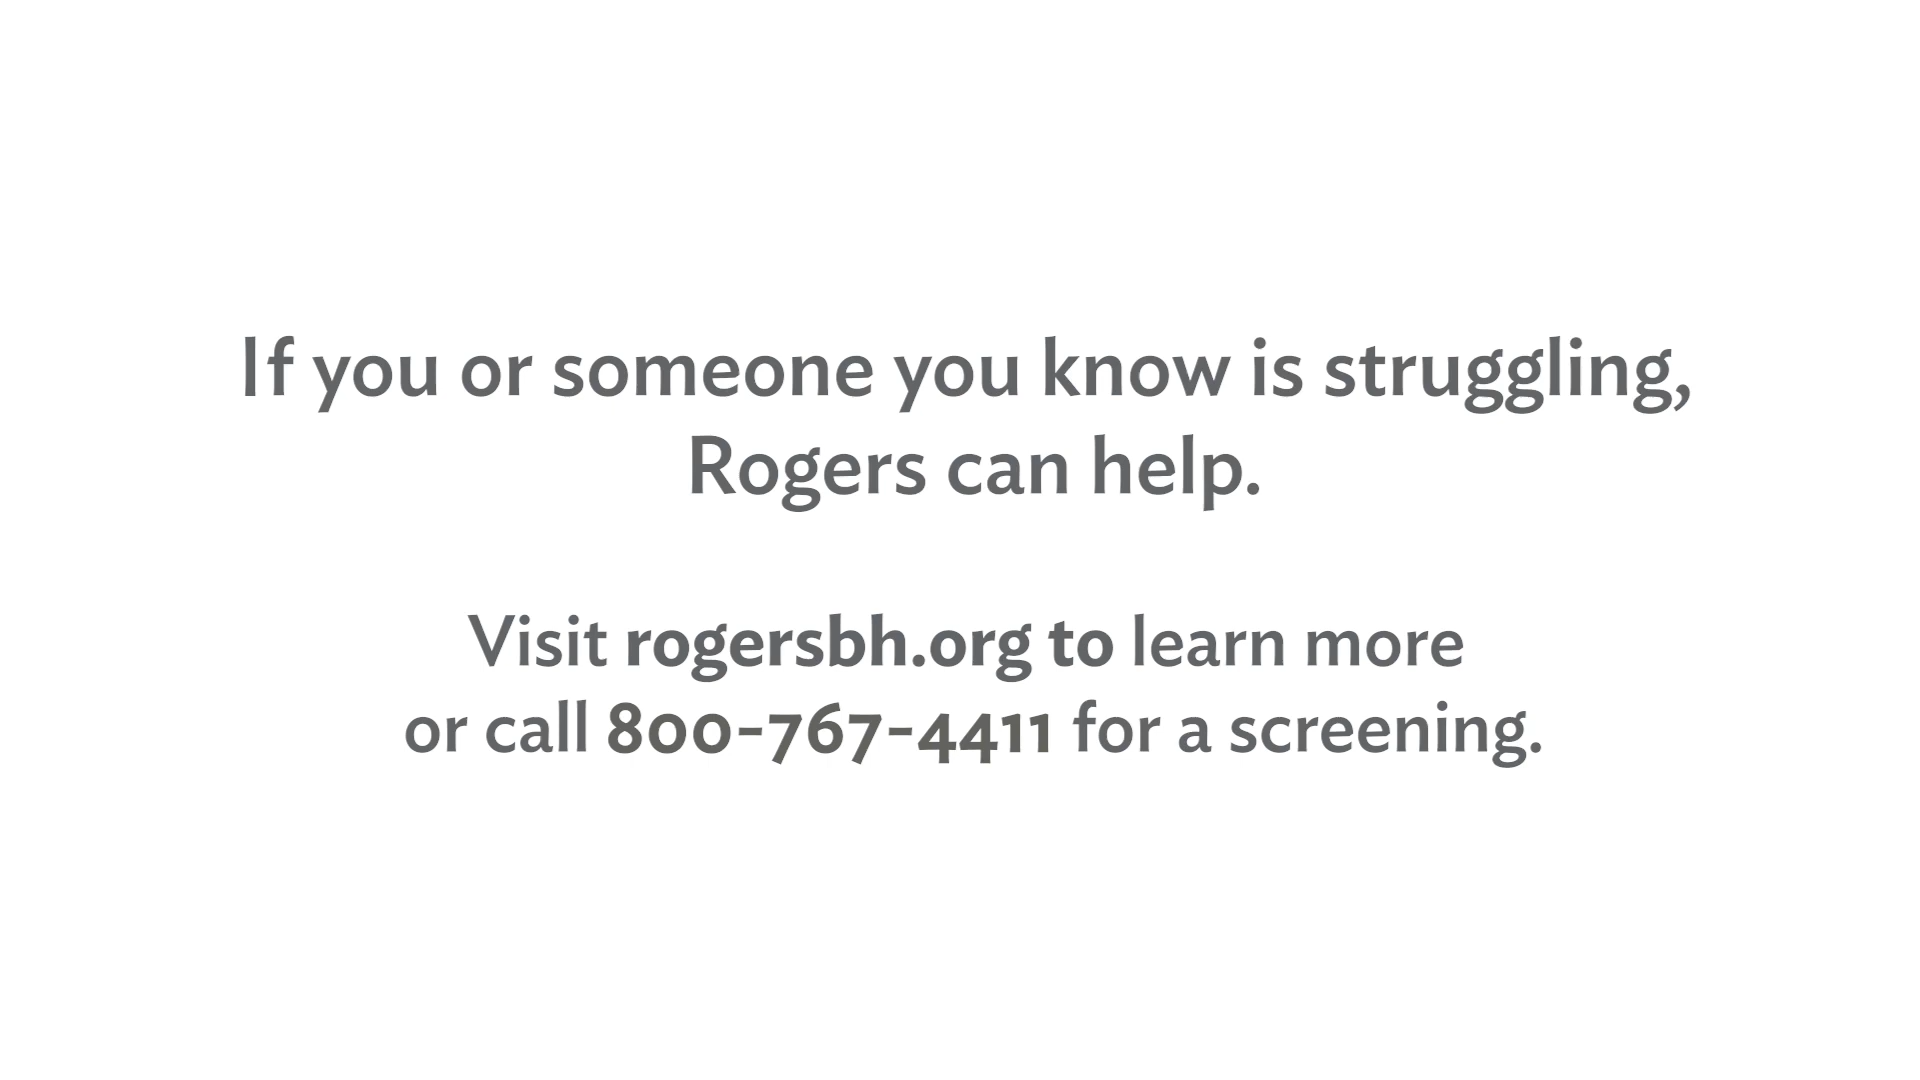 If you or someone you know is struggling,
Rogers can help.
Visit rogersbh.org to learn more
or call 800-767-4411 for a screening.